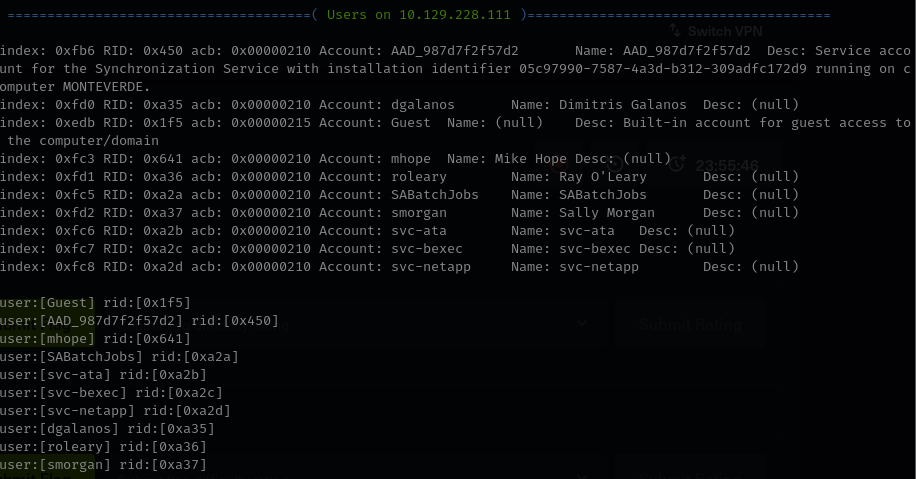 =====================================( Users on 10.129.228.111 )=====================================
Switch VPN
index: 0xfb6 RID: 0x450 acb: 0x00000210 Account: AAD_987d7f2f57d2       Name: AAD_987d7f2f57d2  Desc: Service acco
unt for the Synchronization Service with installation identifier 05c97990-7587-4a3d-b312-309adfc172d9 running on c
omputer MONTEVERDE.
index: 0xfd0 RID: 0xa35 acb: 0x00000210 Account: dgalanos       Name: Dimitris Galanos  Desc: (null)
index: 0xedb RID: 0x1f5 acb: 0x00000215 Account: Guest  Name: (null)    Desc: Built-in account for guest access to
 the computer/domain
index: 0xfc3 RID: 0x641 acb: 0x00000210 Account: mhope  Name: Mike Hope Desc: (null)
23:55:46
index: 0xfd1 RID: 0xa36 acb: 0x00000210 Account: roleary        Name: Ray O'Leary       Desc: (null)
index: 0xfc5 RID: 0xa2a acb: 0x00000210 Account: SABatchJobs    Name: SABatchJobs       Desc: (null)
index: 0xfd2 RID: 0xa37 acb: 0x00000210 Account: smorgan        Name: Sally Morgan      Desc: (null)
index: 0xfc6 RID: 0xa2b acb: 0x00000210 Account: svc-ata        Name: svc-ata   Desc: (null)
index: 0xfc7 RID: 0xa2c acb: 0x00000210 Account: svc-bexec      Name: svc-bexec Desc: (null)
index: 0xfc8 RID: 0xa2d acb: 0x00000210 Account: svc-netapp     Name: svc-netapp        Desc: (null)
user:[Guest] rid:[0x1f5]
user:[AAD_987d7f2f57d2] rid:[0x450]
Submit Rating
user:[mhope] rid:[0x641]
user:[SABatchJobs] rid:[0xa2a]
user:[svc-ata] rid:[0xa2b]
user:[svc-bexec] rid:[0xa2c]
user:[svc-netapp] rid:[0xa2d]
user:[dgalanos] rid:[0xa35]
user:[roleary] rid:[0xa36]
user:[smorgan] rid:[0xa37]